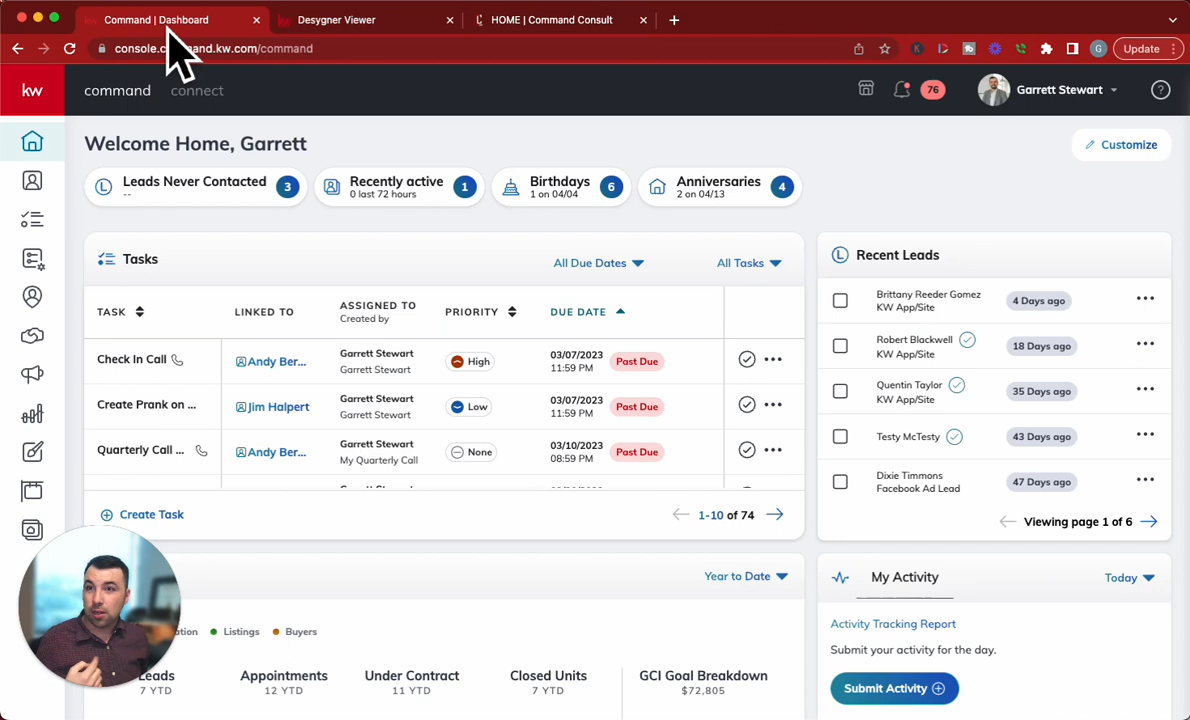 Command | Dashboard
Desygner Viewer
HOME | Command Consult
console.command.kw.com/command
G
Update
kw
command
connect
76
Garrett Stewart
?
Welcome Home, Garrett
Customize
Leads Never Contacted
--
3
Recently active
0 last 72 hours
1
Birthdays
1 on 04/04
6
Anniversaries
2 on 04/13
4
Tasks
All Due Dates
All Tasks
TASK
LINKED TO
ASSIGNED TO
Created by
PRIORITY
DUE DATE
Check In Call
Andy Ber...
Garrett Stewart
Garrett Stewart
High
03/07/2023
11:59 PM
Past Due
Create Prank on ...
Jim Halpert
Garrett Stewart
Garrett Stewart
Low
03/07/2023
11:59 PM
Past Due
Quarterly Call ...
Andy Ber...
Garrett Stewart
My Quarterly Call
None
03/10/2023
08:59 PM
Past Due
Create Task
1-10 of 74
Recent Leads
Brittany Reeder Gomez
KW App/Site
4 Days ago
Robert Blackwell
KW App/Site
18 Days ago
Quentin Taylor
KW App/Site
35 Days ago
Testy McTesty
43 Days ago
Dixie Timmons
Facebook Ad Lead
47 Days ago
Viewing page 1 of 6
Year to Date
Listings
Buyers
Leads
7 YTD
Appointments
12 YTD
Under Contract
11 YTD
Closed Units
7 YTD
GCI Goal Breakdown
$72,805
My Activity
Today
Activity Tracking Report
Submit your activity for the day.
Submit Activity